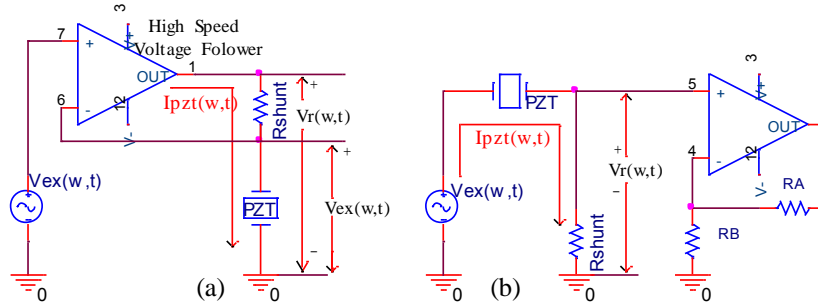 High Speed
Voltage Folower
7
+
3
V+
OUT
1
6
-
12
V-
Ipzt(w,t)
Rshunt
+
Vr(w,t)
-
+
Vex(w,t)
-
Vex(w,t)
PZT
0
0
(a)
PZT
Ipzt(w,t)
Vex(w,t)
+
Vr(w,t)
-
Rshunt
5
+
3
V+
OUT
4
-
12
V-
RA
RB
0
0
0
(b)